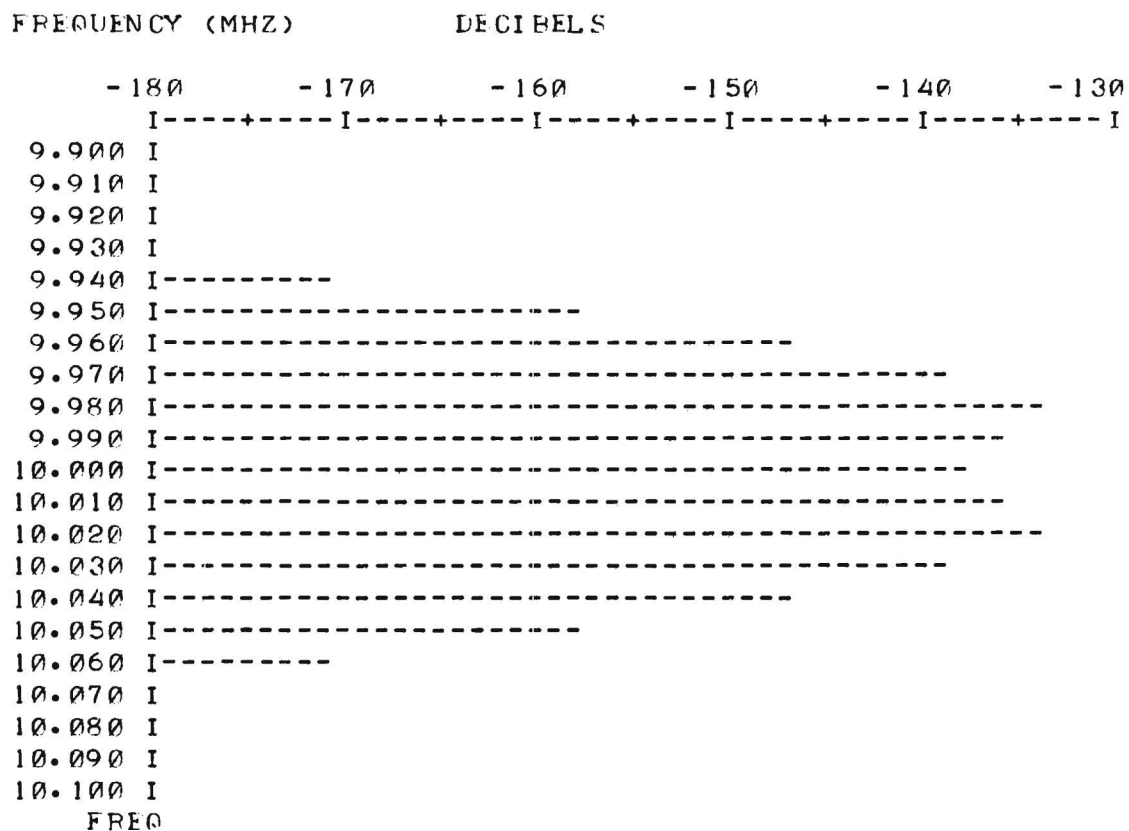 FREQUENCY (MHZ) DECIBELS
-180 -170 -160 -150 -140 -130
I----+----I----+----I----+----I----+----I----+----I
9.900 I
9.910 I
9.920 I
9.930 I
9.940 I---------
9.950 I----------------------
9.960 I---------------------------------
9.970 I-----------------------------------------
9.980 I----------------------------------------------
9.990 I--------------------------------------------
10.000 I------------------------------------------
10.010 I--------------------------------------------
10.020 I----------------------------------------------
10.030 I-----------------------------------------
10.040 I---------------------------------
10.050 I----------------------
10.060 I---------
10.070 I
10.080 I
10.090 I
10.100 I
FREQ